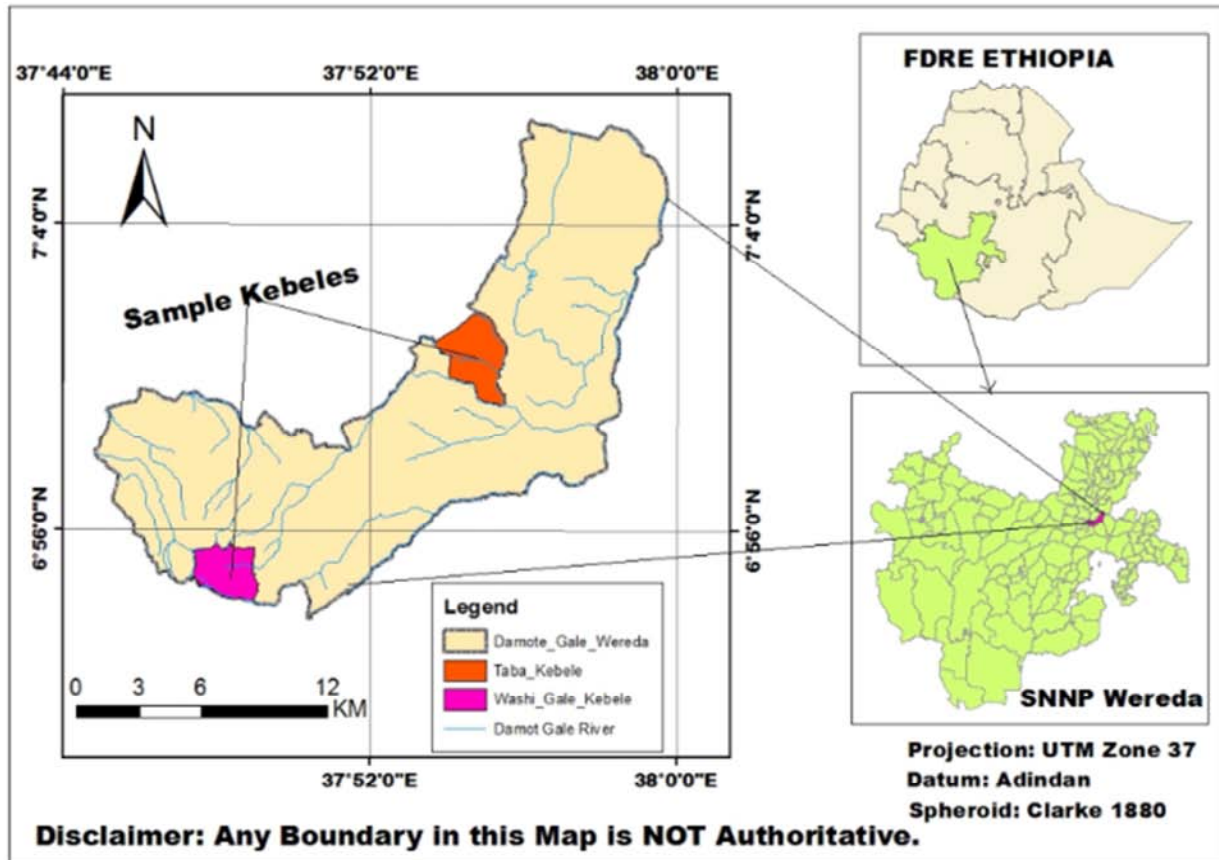 37°44'0"E 37°52'0"E 38°0'0"E
FDRE ETHIOPIA
N
7°4'0"N
7°4'0"N
Sample Kebeles
6°56'0"N
6°56'0"N
Legend
Damote_Gale_Wereda
Taba_Kebele
Washi_Gale_Kebele
Damot Gale River
0 3 6 12
KM
37°52'0"E 38°0'0"E
SNNP Wereda
Projection: UTM Zone 37
Datum: Adindan
Spheroid: Clarke 1880
Disclaimer: Any Boundary in this Map is NOT Authoritative.